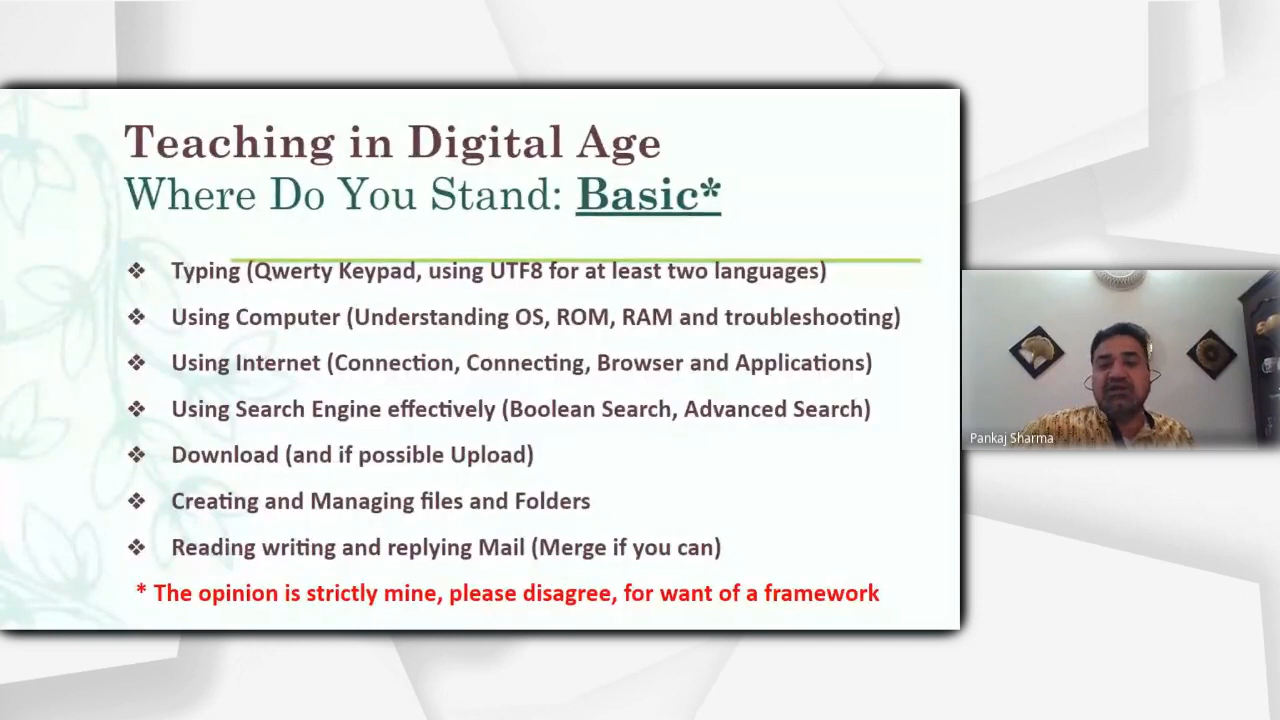 Teaching in Digital Age
Where Do You Stand: Basic*
❖ Typing (Qwerty Keypad, using UTF8 for at least two languages)
❖ Using Computer (Understanding OS, ROM, RAM and troubleshooting)
❖ Using Internet (Connection, Connecting, Browser and Applications)
❖ Using Search Engine effectively (Boolean Search, Advanced Search)
❖ Download (and if possible Upload)
❖ Creating and Managing files and Folders
❖ Reading writing and replying Mail (Merge if you can)
* The opinion is strictly mine, please disagree, for want of a framework
Pankaj Sharma